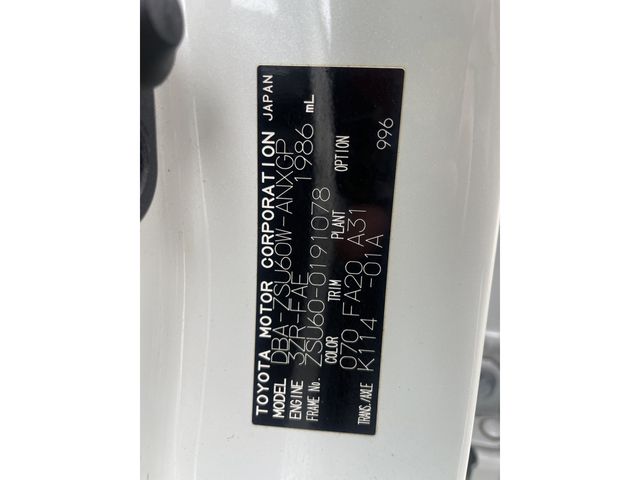 TOYOTA MOTOR CORPORATION JAPAN
MODEL DBA-ZSU60W-ANXGP
ENGINE 3ZR-FAE 1986 mL
FRAME No. ZSU60-0191078
COLOR TRIM PLANT OPTION
070 FA20 A31 996
TRANS./AXLE K114 -01A